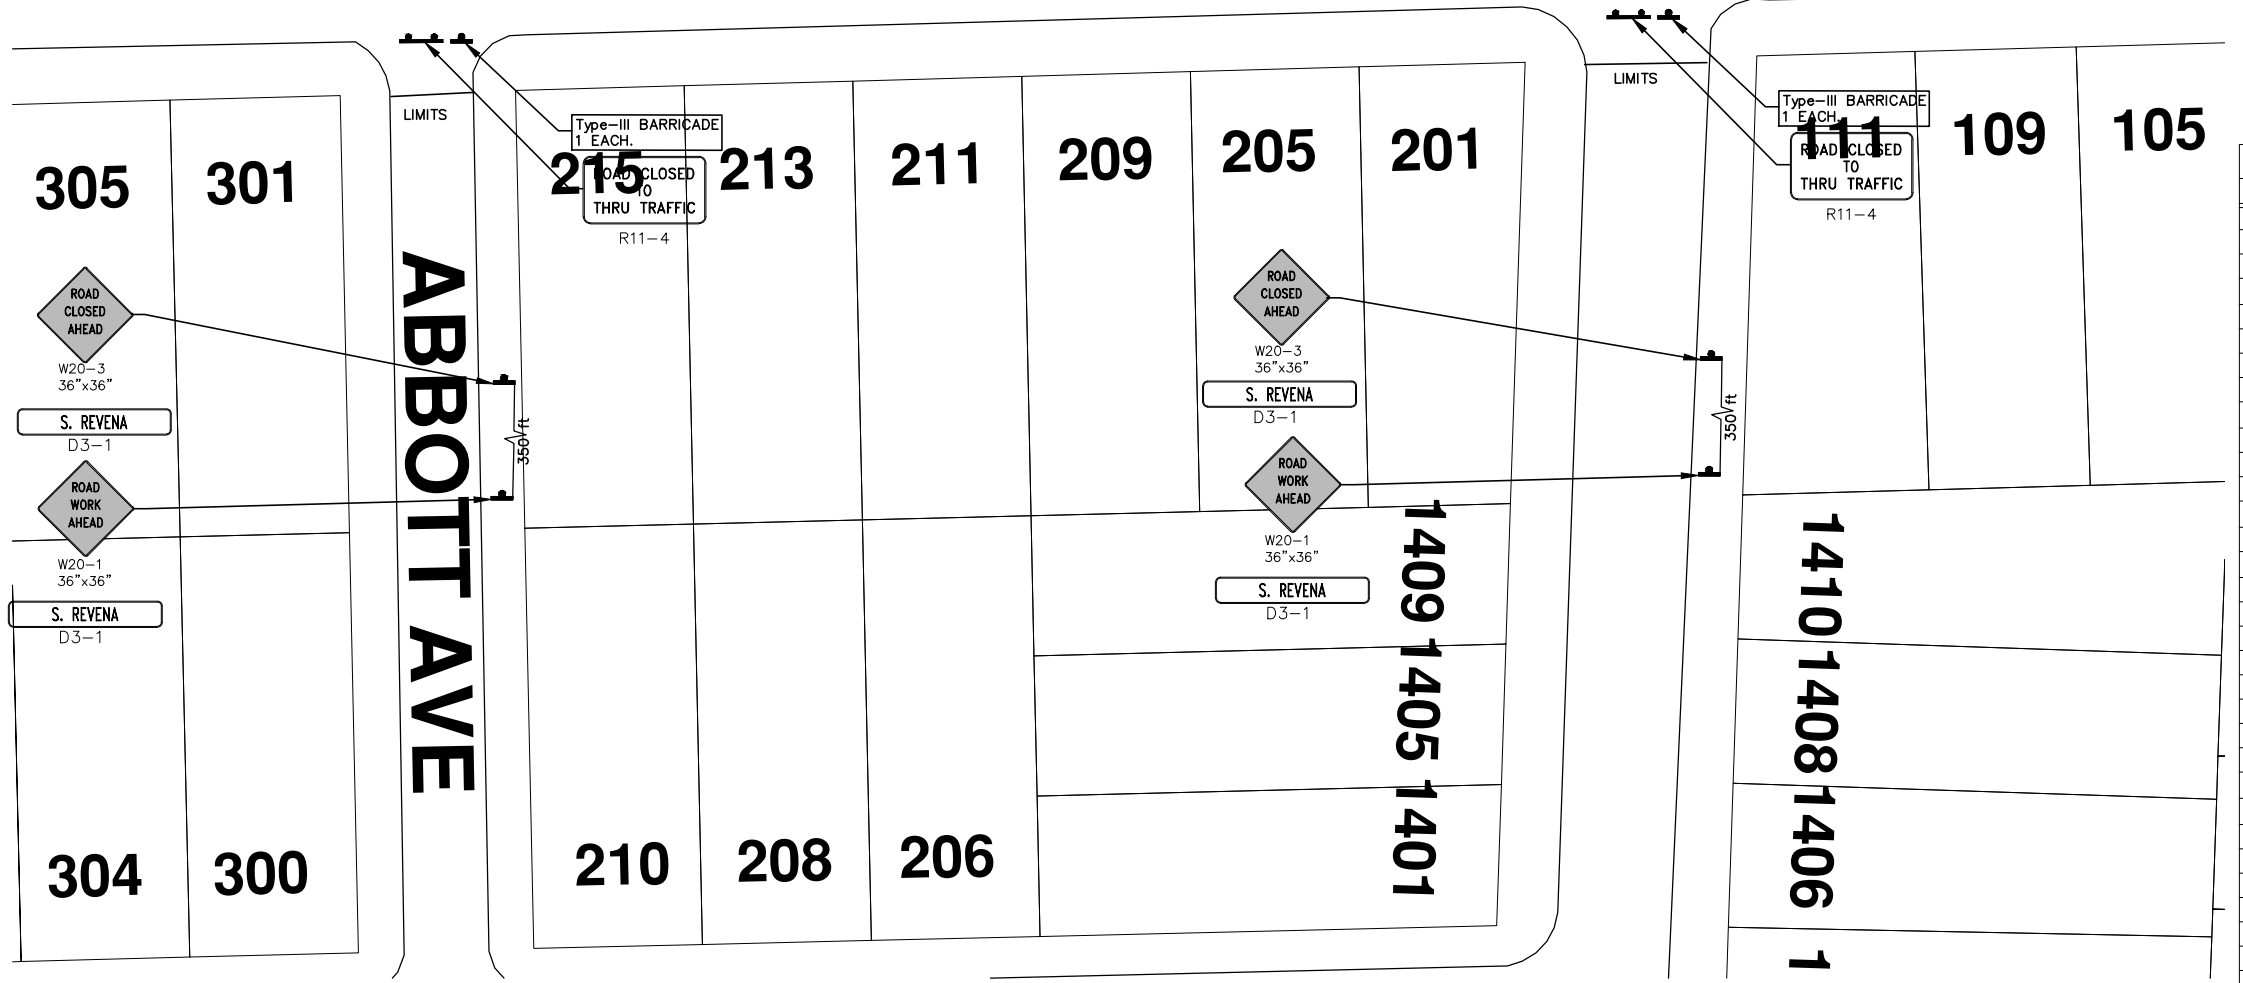 LIMITS
LIMITS
Type-III BARRICADE
1 EACH.
Type-III BARRICADE
1 EACH.
305
301
215
213
211
209
205
201
111
109
105
ROAD CLOSED
TO
THRU TRAFFIC
R11-4
ROAD CLOSED
TO
THRU TRAFFIC
R11-4
ABBOTT AVE
ROAD
CLOSED
AHEAD
W20-3
36"x36"
S. REVENA
D3-1
ROAD
WORK
AHEAD
W20-1
36"x36"
S. REVENA
D3-1
350 ft
ROAD
CLOSED
AHEAD
W20-3
36"x36"
S. REVENA
D3-1
ROAD
WORK
AHEAD
W20-1
36"x36"
S. REVENA
D3-1
350 ft
1409
1405
1401
1410
1408
1406
1
304
300
210
208
206